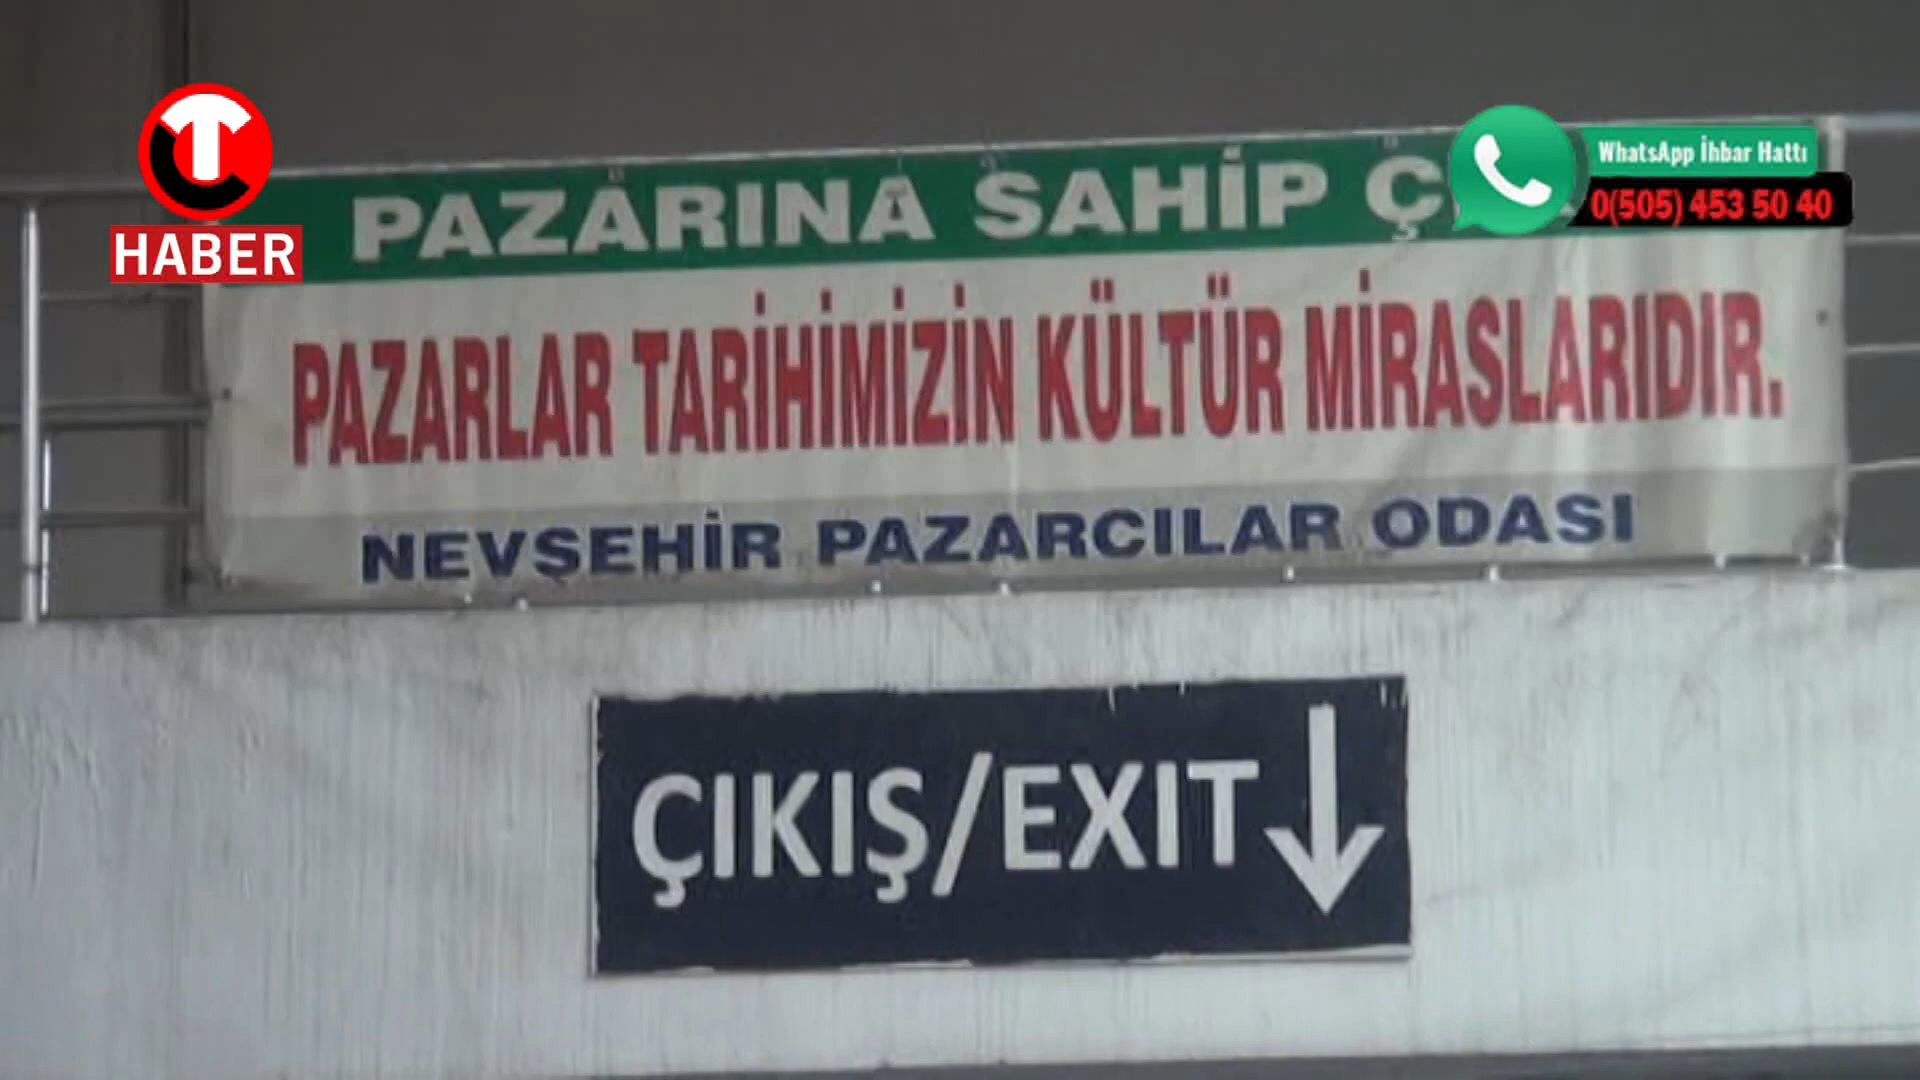 HABER
WhatsApp İhbar Hattı
0(505) 453 50 40
PAZARINA SAHİP
PAZARLAR TARİHİMİZİN KÜLTÜR MİRASLARIDIR.
NEVŞEHİR PAZARCILAR ODASI
ÇIKIŞ/EXIT